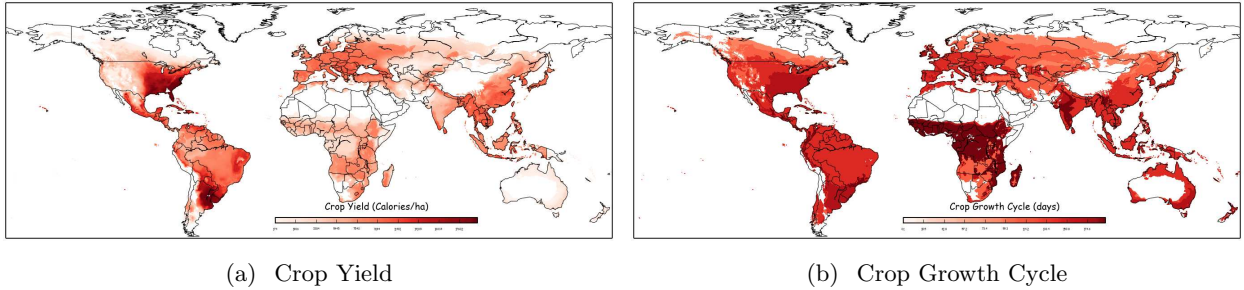 Crop Yield (Calories/ha)
Crop Growth Cycle (days)
(a) Crop Yield
(b) Crop Growth Cycle